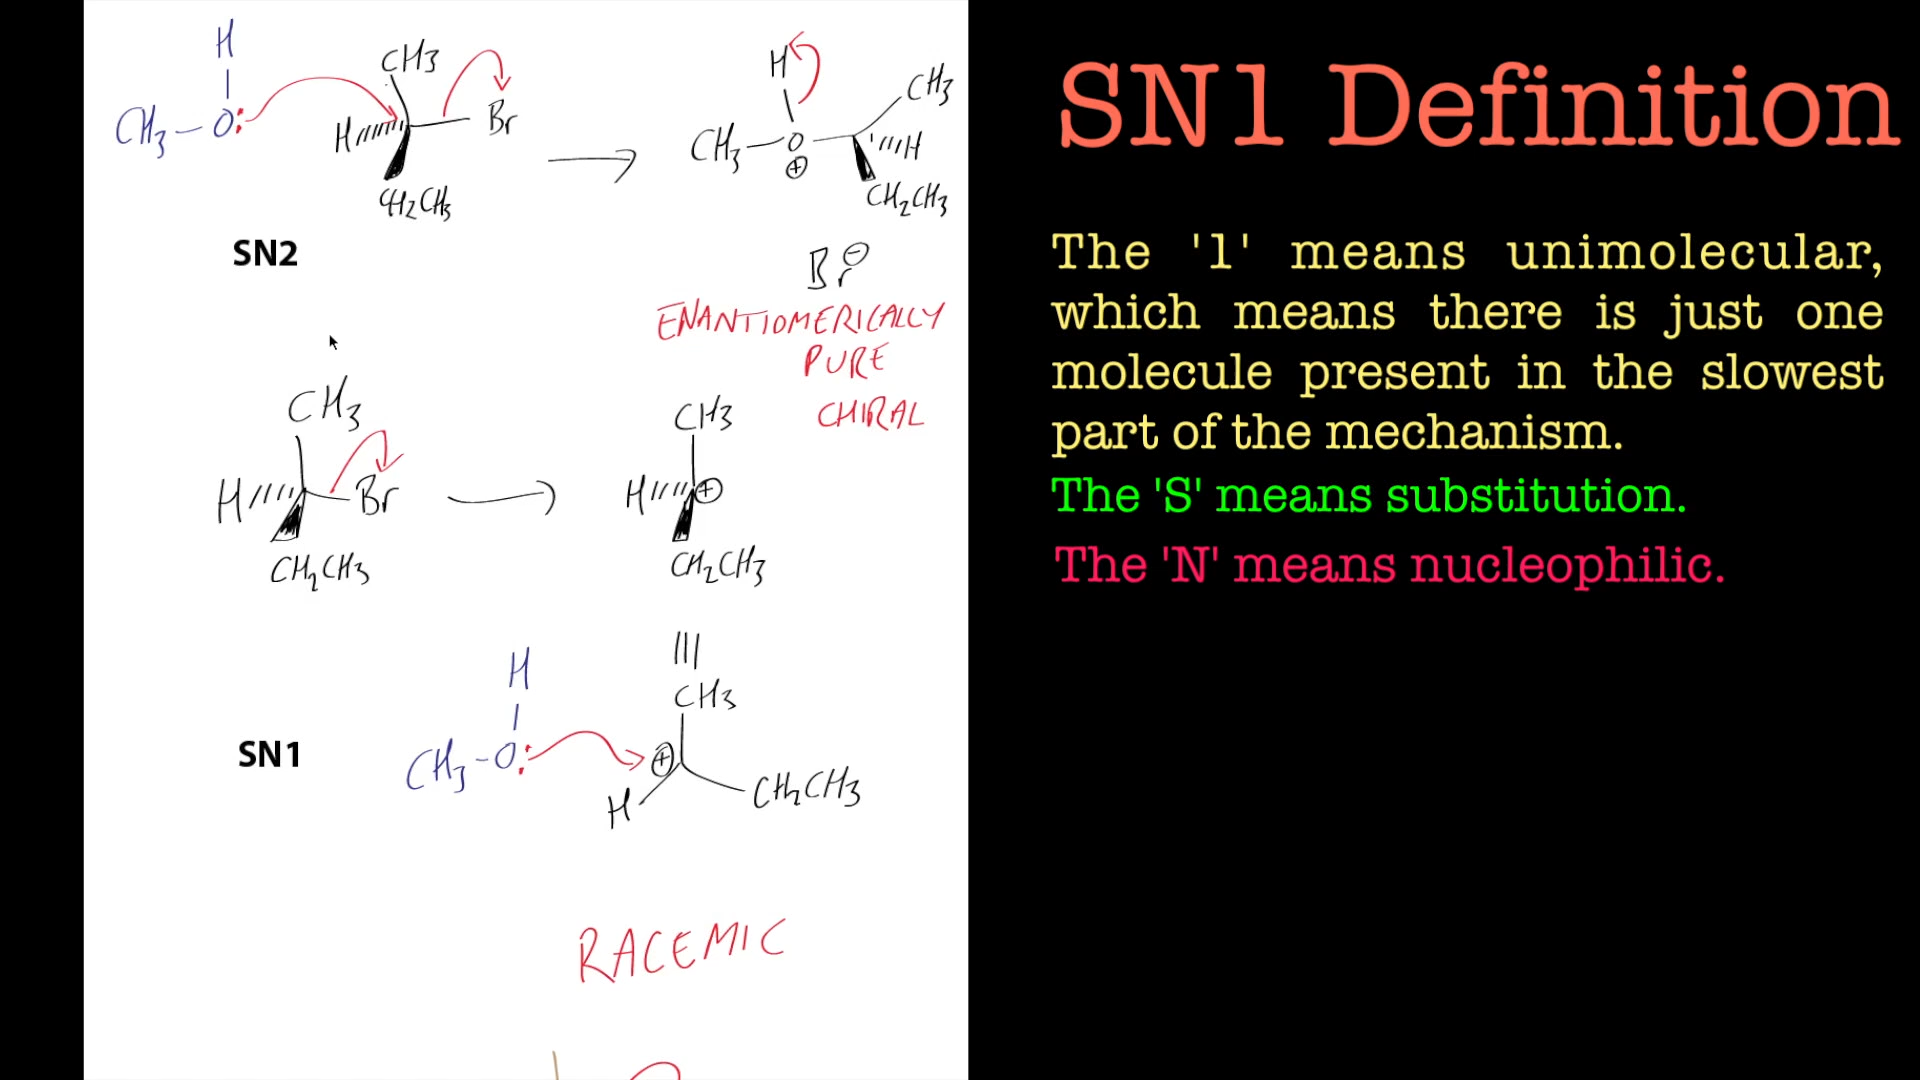 H
CH3
H
CH3
CH3 – O:
H
Br
CH3 – O
H
⊕
CH2CH3
CH2CH3
SN2
Br⊖
ENANTIOMERICALLY
PURE
CHIRAL
CH3
CH3
H
Br
H
⊕
CH2CH3
CH2CH3
H
CH3
SN1
CH3 - O:
⊕
H
CH2CH3
RACEMIC
SN1 Definition
The '1' means unimolecular,
which means there is just one
molecule present in the slowest
part of the mechanism.
The 'S' means substitution.
The 'N' means nucleophilic.